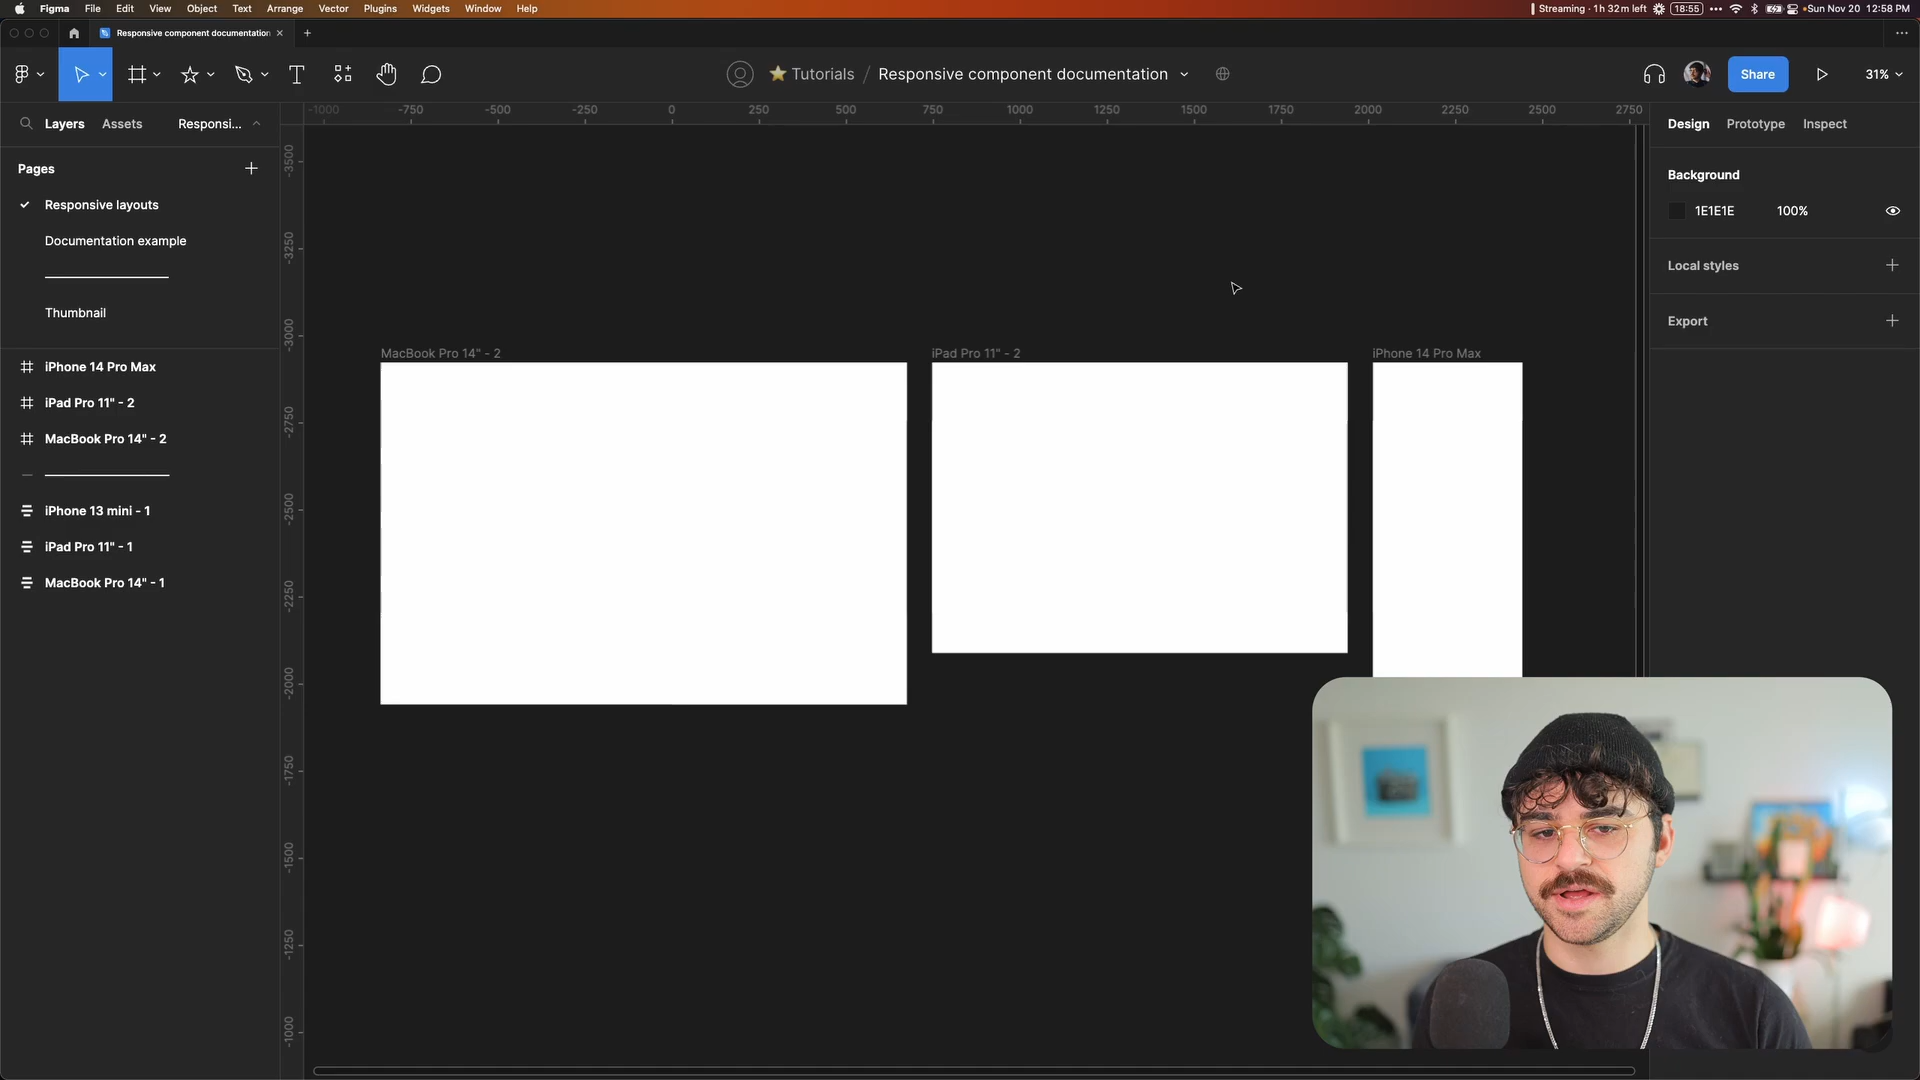 Figma File Edit View Object Text Arrange Vector Plugins Widgets Window Help
Streaming · 1h 32m left 18:55 Sun Nov 20 12:58 PM
Responsive component documentation
Tutorials / Responsive component documentation
Share
31%
Layers Assets Responsi...
Pages
Responsive layouts
Documentation example
Thumbnail
iPhone 14 Pro Max
iPad Pro 11" - 2
MacBook Pro 14" - 2
iPhone 13 mini - 1
iPad Pro 11" - 1
MacBook Pro 14" - 1
-1000 -750 -500 -250 0 250 500 750 1000 1250 1500 1750 2000 2250 2500 2750
-3500
-3250
-3000
-2750
-2500
-2250
-2000
-1750
-1500
-1250
-1000
MacBook Pro 14" - 2
iPad Pro 11" - 2
iPhone 14 Pro Max
Design Prototype Inspect
Background
1E1E1E 100%
Local styles
Export